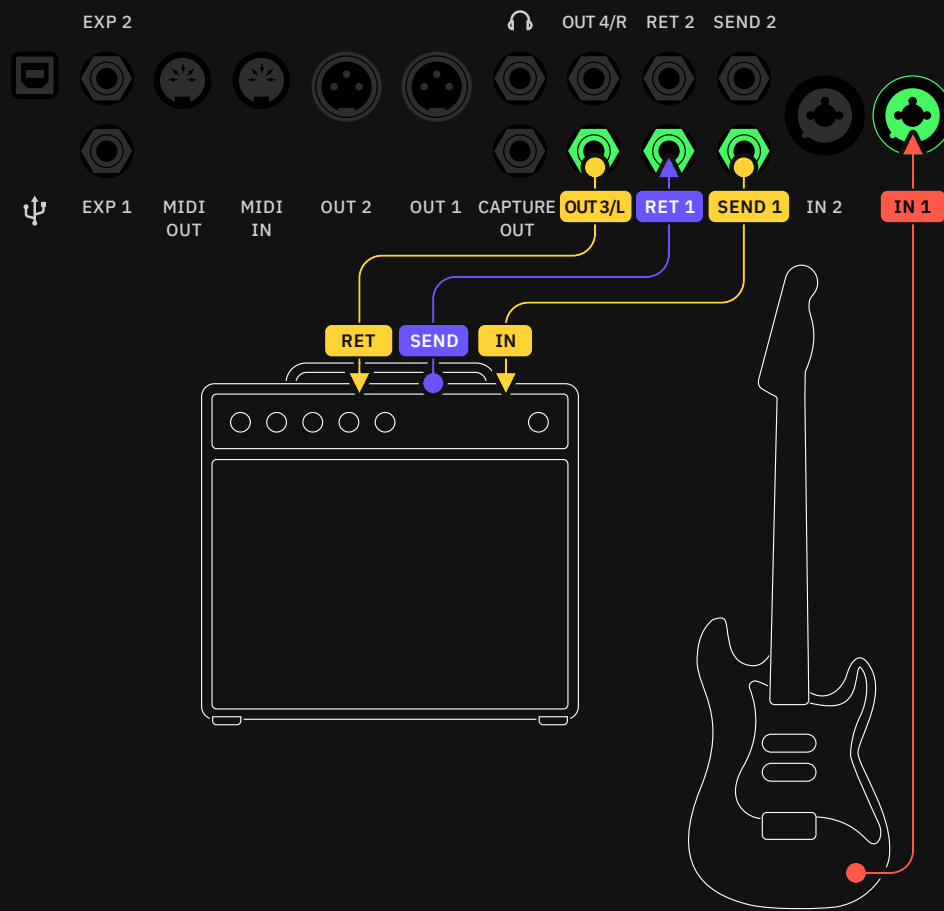 EXP 2
OUT 4/R
RET 2
SEND 2
EXP 1
MIDI
OUT
MIDI
IN
OUT 2
OUT 1
CAPTURE
OUT
OUT 3/L
RET 1
SEND 1
IN 2
IN 1
RET
SEND
IN